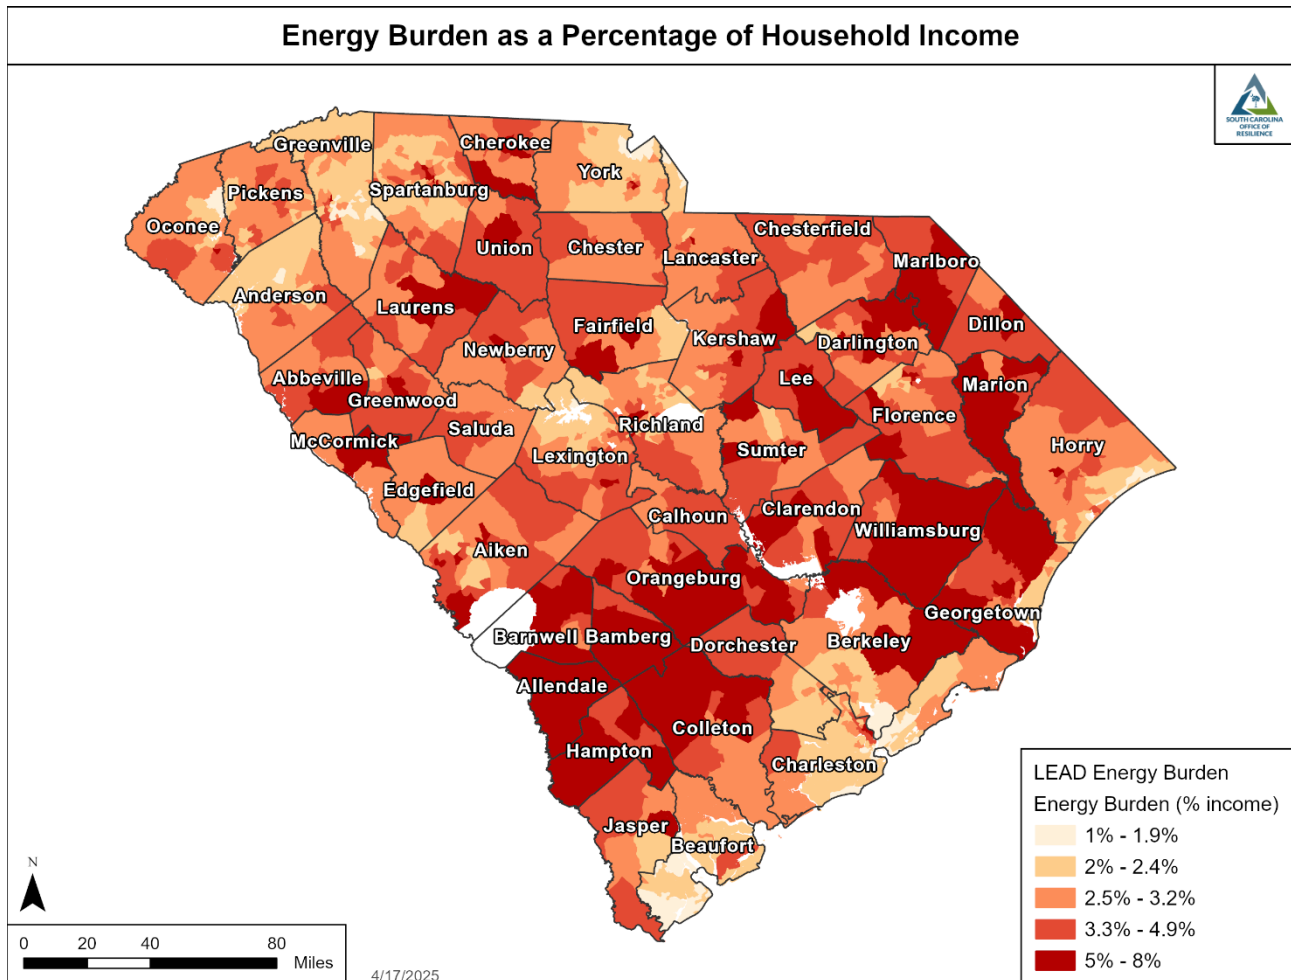 Energy Burden as a Percentage of Household Income
SOUTH CAROLINA
OFFICE OF
RESILIENCE
Greenville
Cherokee
York
Pickens
Spartanburg
Oconee
Union
Chester
Chesterfield
Lancaster
Marlboro
Anderson
Laurens
Fairfield
Kershaw
Dillon
Newberry
Darlington
Abbeville
Lee
Marion
Greenwood
Florence
McCormick
Saluda
Richland
Horry
Lexington
Sumter
Edgefield
Calhoun
Clarendon
Williamsburg
Aiken
Orangeburg
Georgetown
Barnwell
Bamberg
Dorchester
Berkeley
Allendale
Colleton
Hampton
Charleston
Jasper
Beaufort
LEAD Energy Burden
Energy Burden (% income)
1% - 1.9%
2% - 2.4%
2.5% - 3.2%
3.3% - 4.9%
5% - 8%
N
0 20 40 80
Miles
4/17/2025